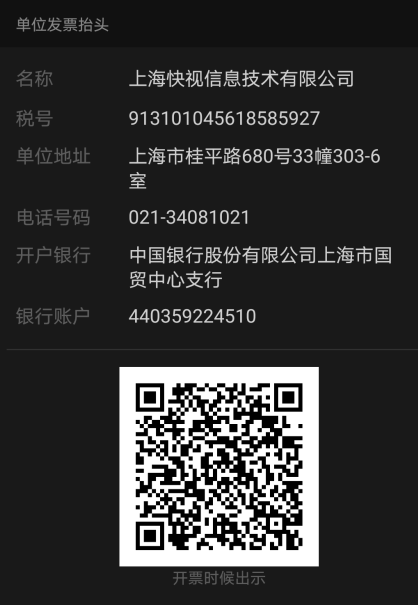 单位发票抬头
名称 上海快视信息技术有限公司
税号 913101045618585927
单位地址 上海市桂平路680号33幢303-6
室
电话号码 021-34081021
开户银行 中国银行股份有限公司上海市国
贸中心支行
银行账户 440359224510
开票时候出示